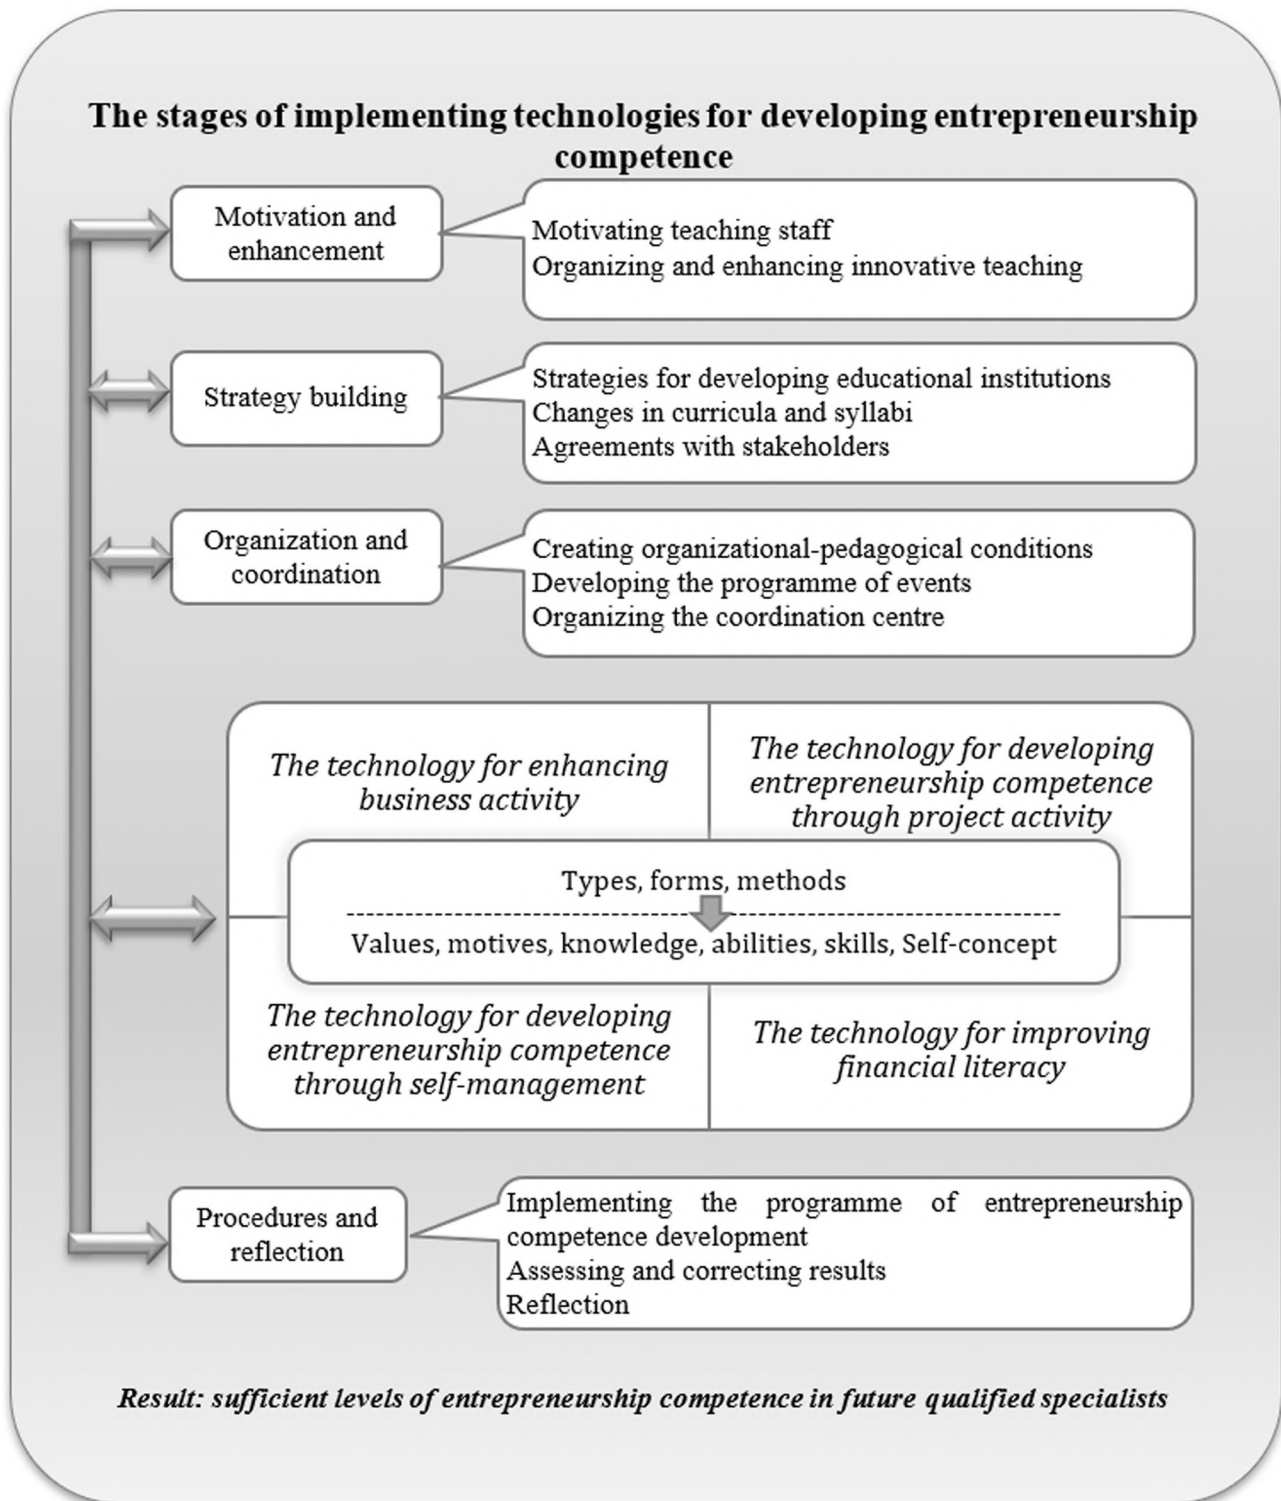 The stages of implementing technologies for developing entrepreneurship
competence
Motivation and
enhancement
Motivating teaching staff
Organizing and enhancing innovative teaching
Strategy building
Strategies for developing educational institutions
Changes in curricula and syllabi
Agreements with stakeholders
Organization and
coordination
Creating organizational-pedagogical conditions
Developing the programme of events
Organizing the coordination centre
The technology for enhancing
business activity
The technology for developing
entrepreneurship competence
through project activity
Types, forms, methods
Values, motives, knowledge, abilities, skills, Self-concept
The technology for developing
entrepreneurship competence
through self-management
The technology for improving
financial literacy
Procedures and
reflection
Implementing the programme of entrepreneurship
competence development
Assessing and correcting results
Reflection
Result: sufficient levels of entrepreneurship competence in future qualified specialists